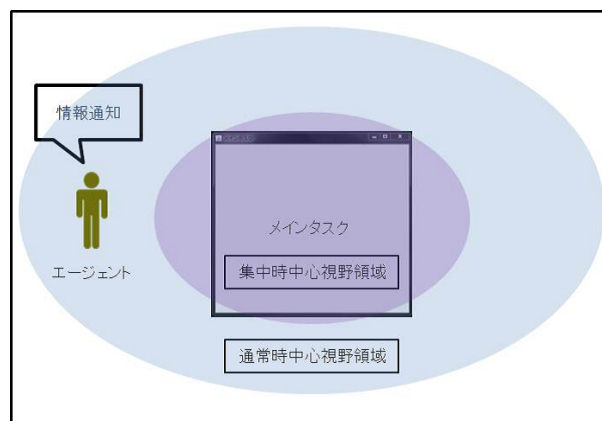 情報通知
エージェント
メインタスク
集中時中心視野領域
通常時中心視野領域